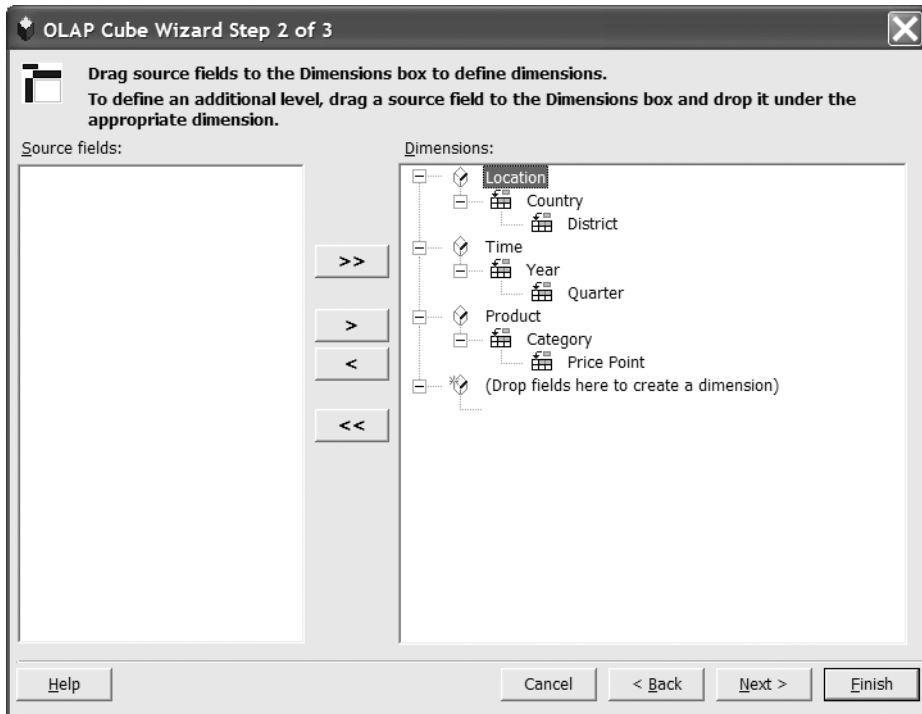 OLAP Cube Wizard Step 2 of 3
Drag source fields to the Dimensions box to define dimensions.
To define an additional level, drag a source field to the Dimensions box and drop it under the
appropriate dimension.
Source fields:
Dimensions:
Location
Country
District
Time
Year
Quarter
Product
Category
Price Point
(Drop fields here to create a dimension)
>>
>
<
<<
Help
Cancel
< Back
Next >
Finish